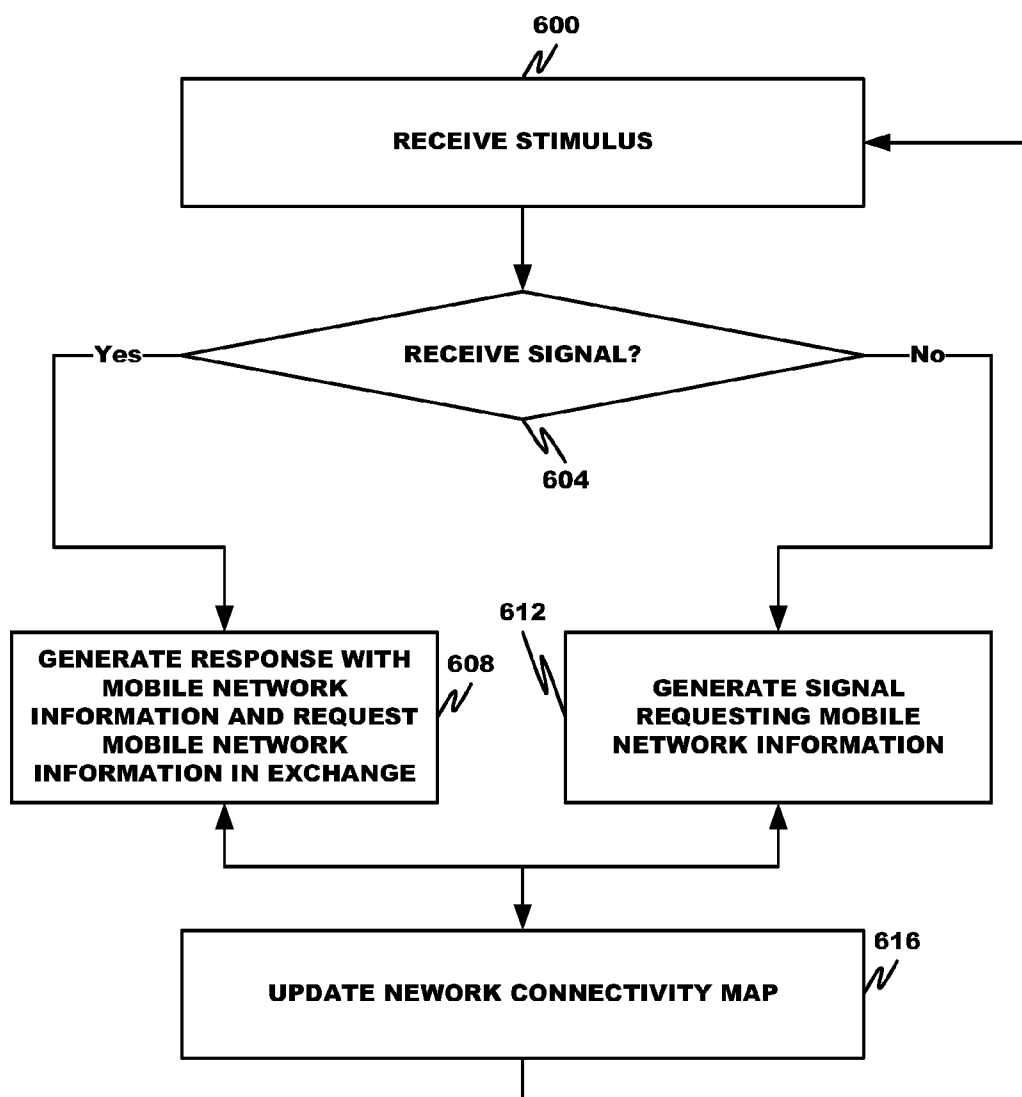 600
RECEIVE STIMULUS
RECEIVE SIGNAL?
Yes
No
604
GENERATE RESPONSE WITH
MOBILE NETWORK
INFORMATION AND REQUEST
MOBILE NETWORK
INFORMATION IN EXCHANGE
608
612
GENERATE SIGNAL
REQUESTING MOBILE
NETWORK INFORMATION
UPDATE NEWORK CONNECTIVITY MAP
616